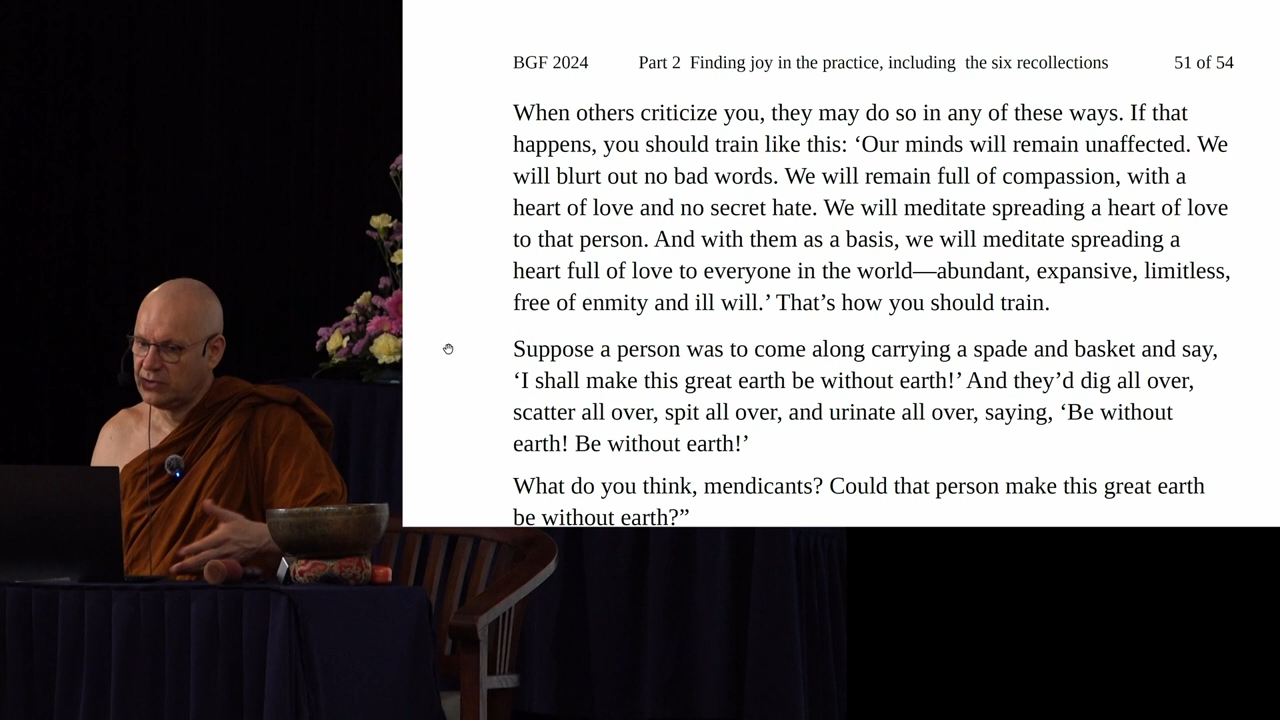 BGF 2024 Part 2 Finding joy in the practice, including the six recollections 51 of 54
When others criticize you, they may do so in any of these ways. If that
happens, you should train like this: ‘Our minds will remain unaffected. We
will blurt out no bad words. We will remain full of compassion, with a
heart of love and no secret hate. We will meditate spreading a heart of love
to that person. And with them as a basis, we will meditate spreading a
heart full of love to everyone in the world—abundant, expansive, limitless,
free of enmity and ill will.’ That’s how you should train.
Suppose a person was to come along carrying a spade and basket and say,
‘I shall make this great earth be without earth!’ And they’d dig all over,
scatter all over, spit all over, and urinate all over, saying, ‘Be without
earth! Be without earth!’
What do you think, mendicants? Could that person make this great earth
be without earth?”